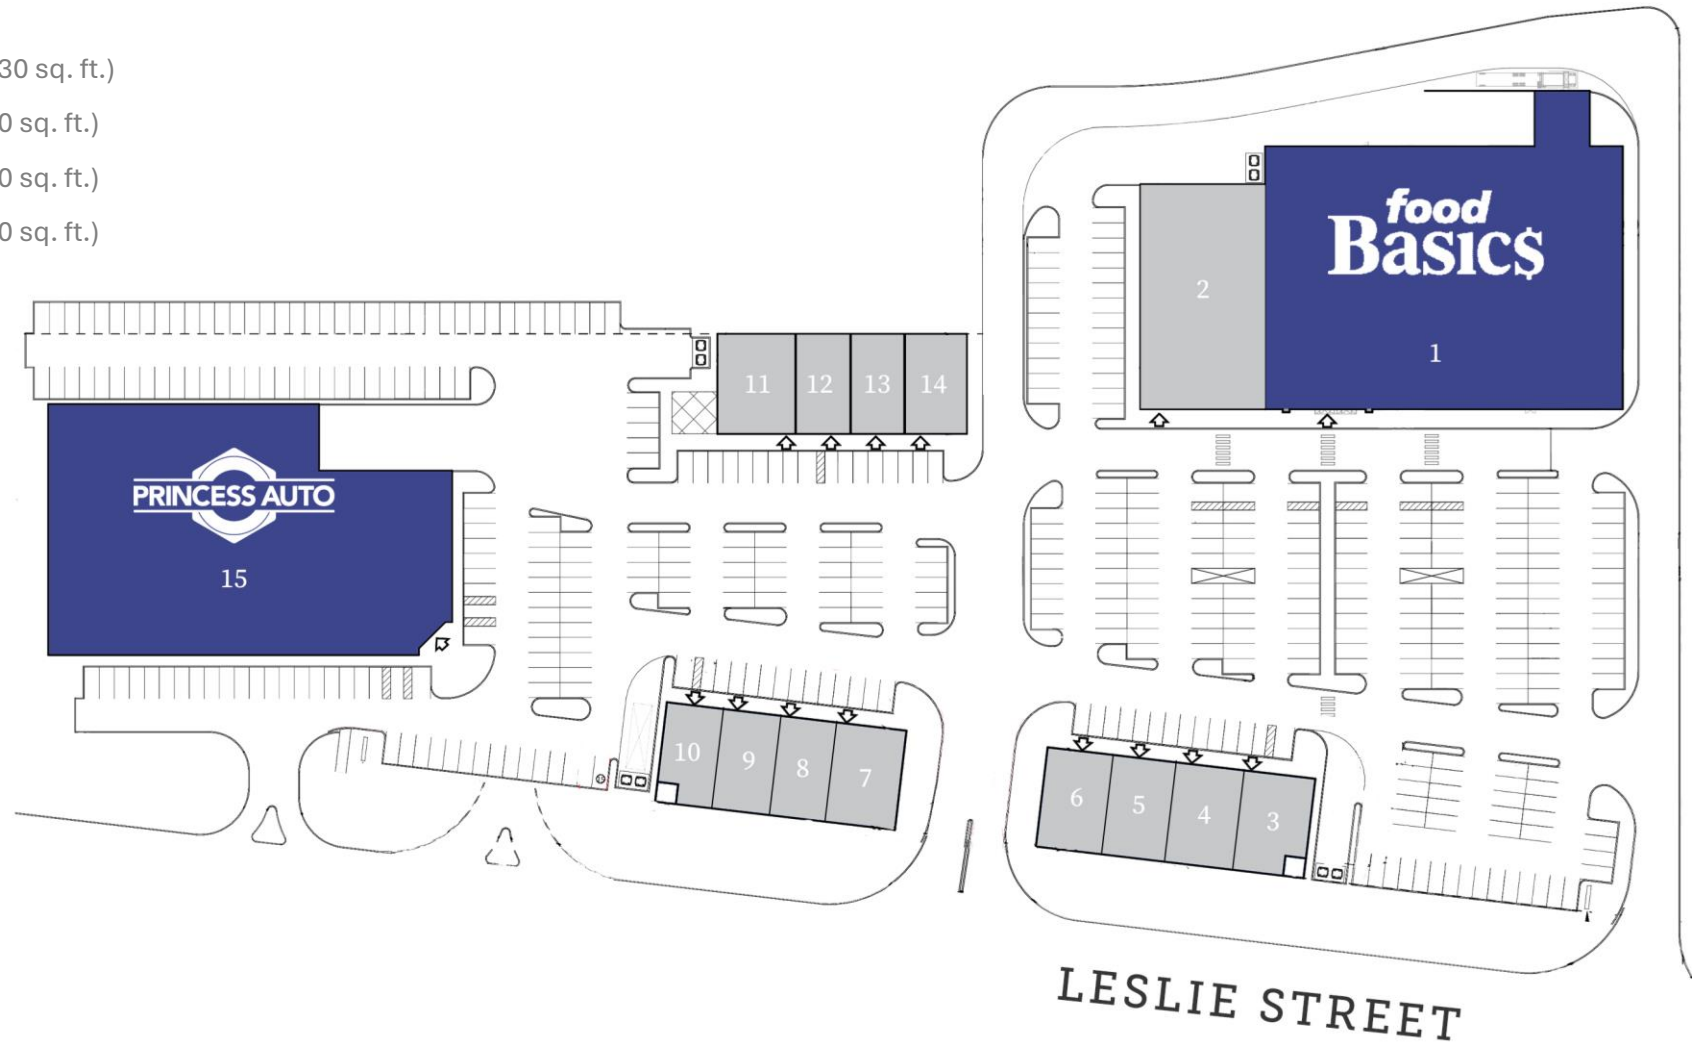 30 sq. ft.)
0 sq. ft.)
0 sq. ft.)
0 sq. ft.)
food
Basic$
2
1
11 12 13 14
PRINCESS AUTO
15
10 9 8 7
6 5 4 3
LESLIE STREET